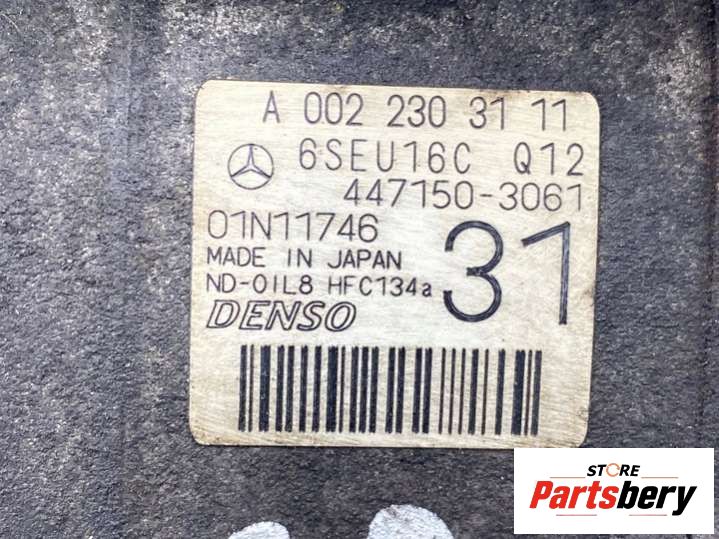 A 002 230 31 11
6SEU16C Q12
447150-3061
01N11746
31
MADE IN JAPAN
ND-OIL8 HFC134a
DENSO
STORE
Partsbery